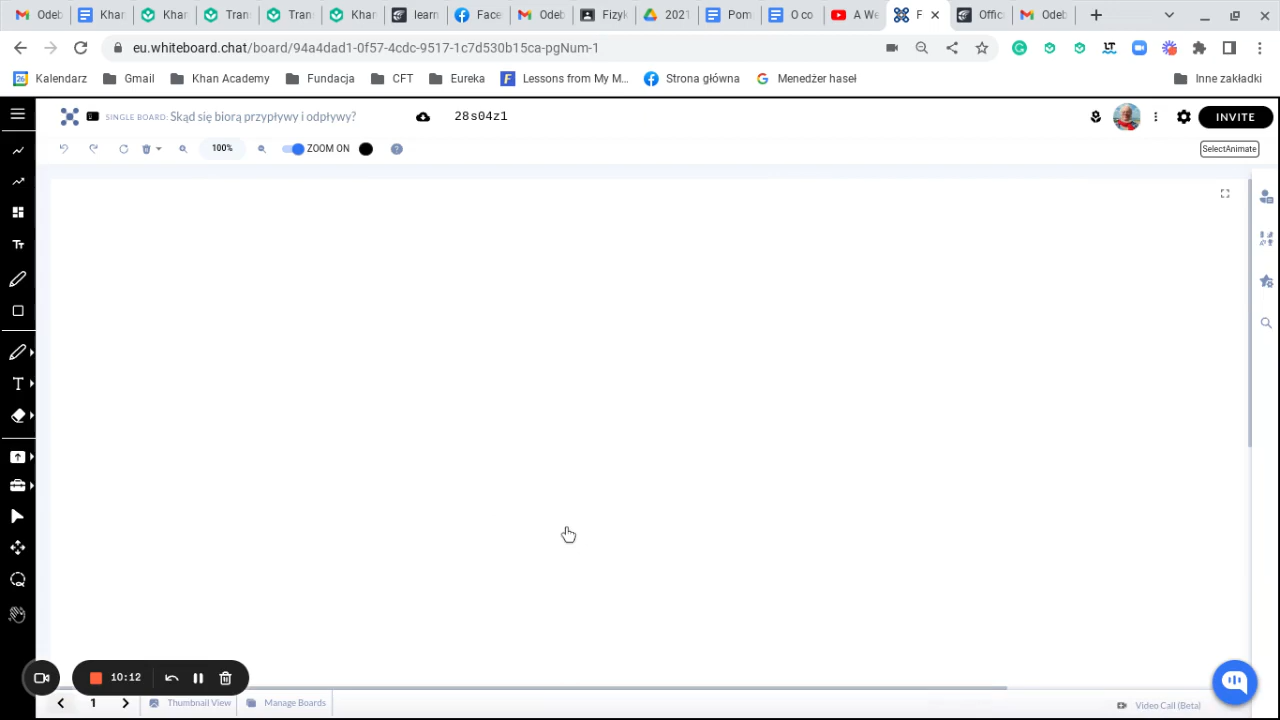 Odeb Khar Khar Tram Tran Khar learn Face Odeb Fizyk 2021 Pom O co A We F Offic Odeb
eu.whiteboard.chat/board/94a4dad1-0f57-4cdc-9517-1c7d530b15ca-pgNum-1
26 Kalendarz Gmail Khan Academy Fundacja CFT Eureka Lessons from My M... Strona główna Menedżer haseł Inne zakładki
SINGLE BOARD: Skąd się biorą przypływy i odpływy? 28s04z1 INVITE
100% ZOOM ON SelectAnimate
10:12
1 Thumbnail View Manage Boards Video Call (Beta)